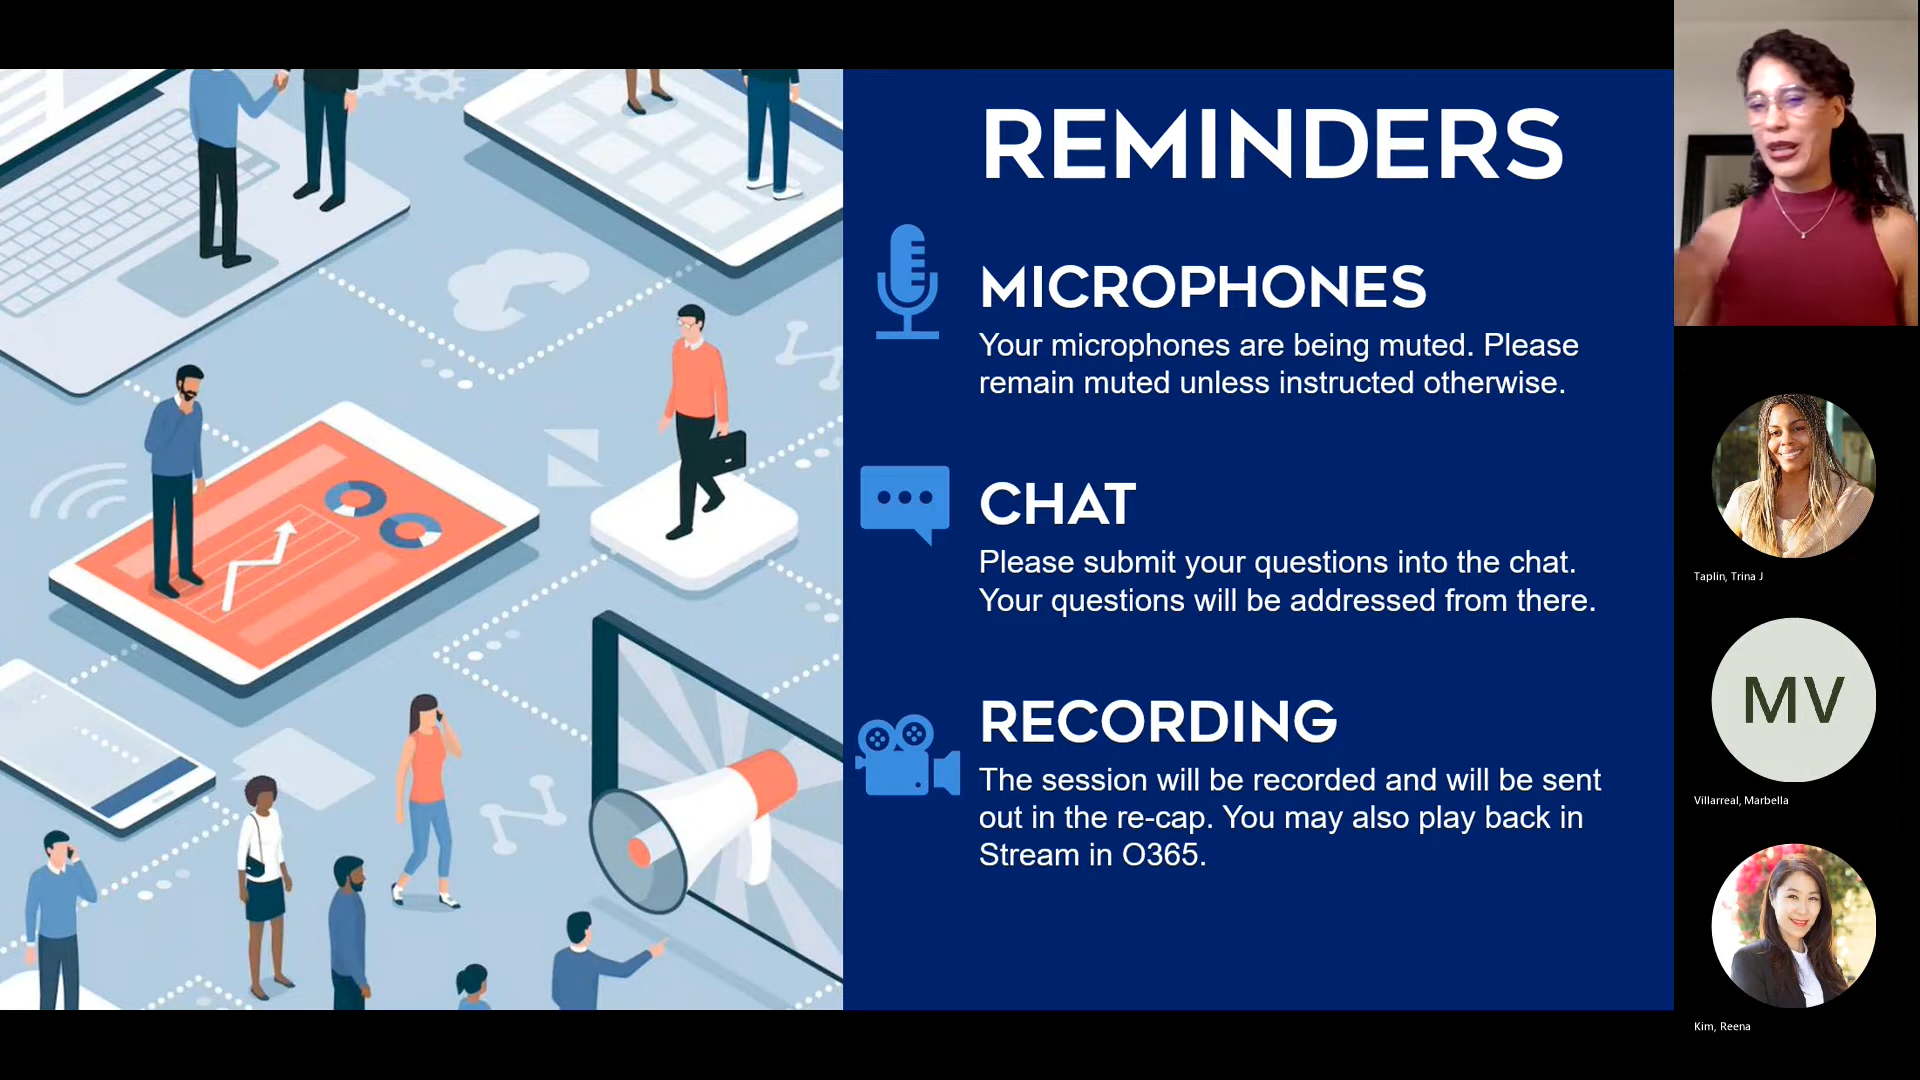 REMINDERS
MICROPHONES
Your microphones are being muted. Please
remain muted unless instructed otherwise.
CHAT
Please submit your questions into the chat.
Your questions will be addressed from there.
RECORDING
The session will be recorded and will be sent
out in the re-cap. You may also play back in
Stream in O365.
Taplin, Trina J
MV
Villarreal, Marbella
Kim, Reena